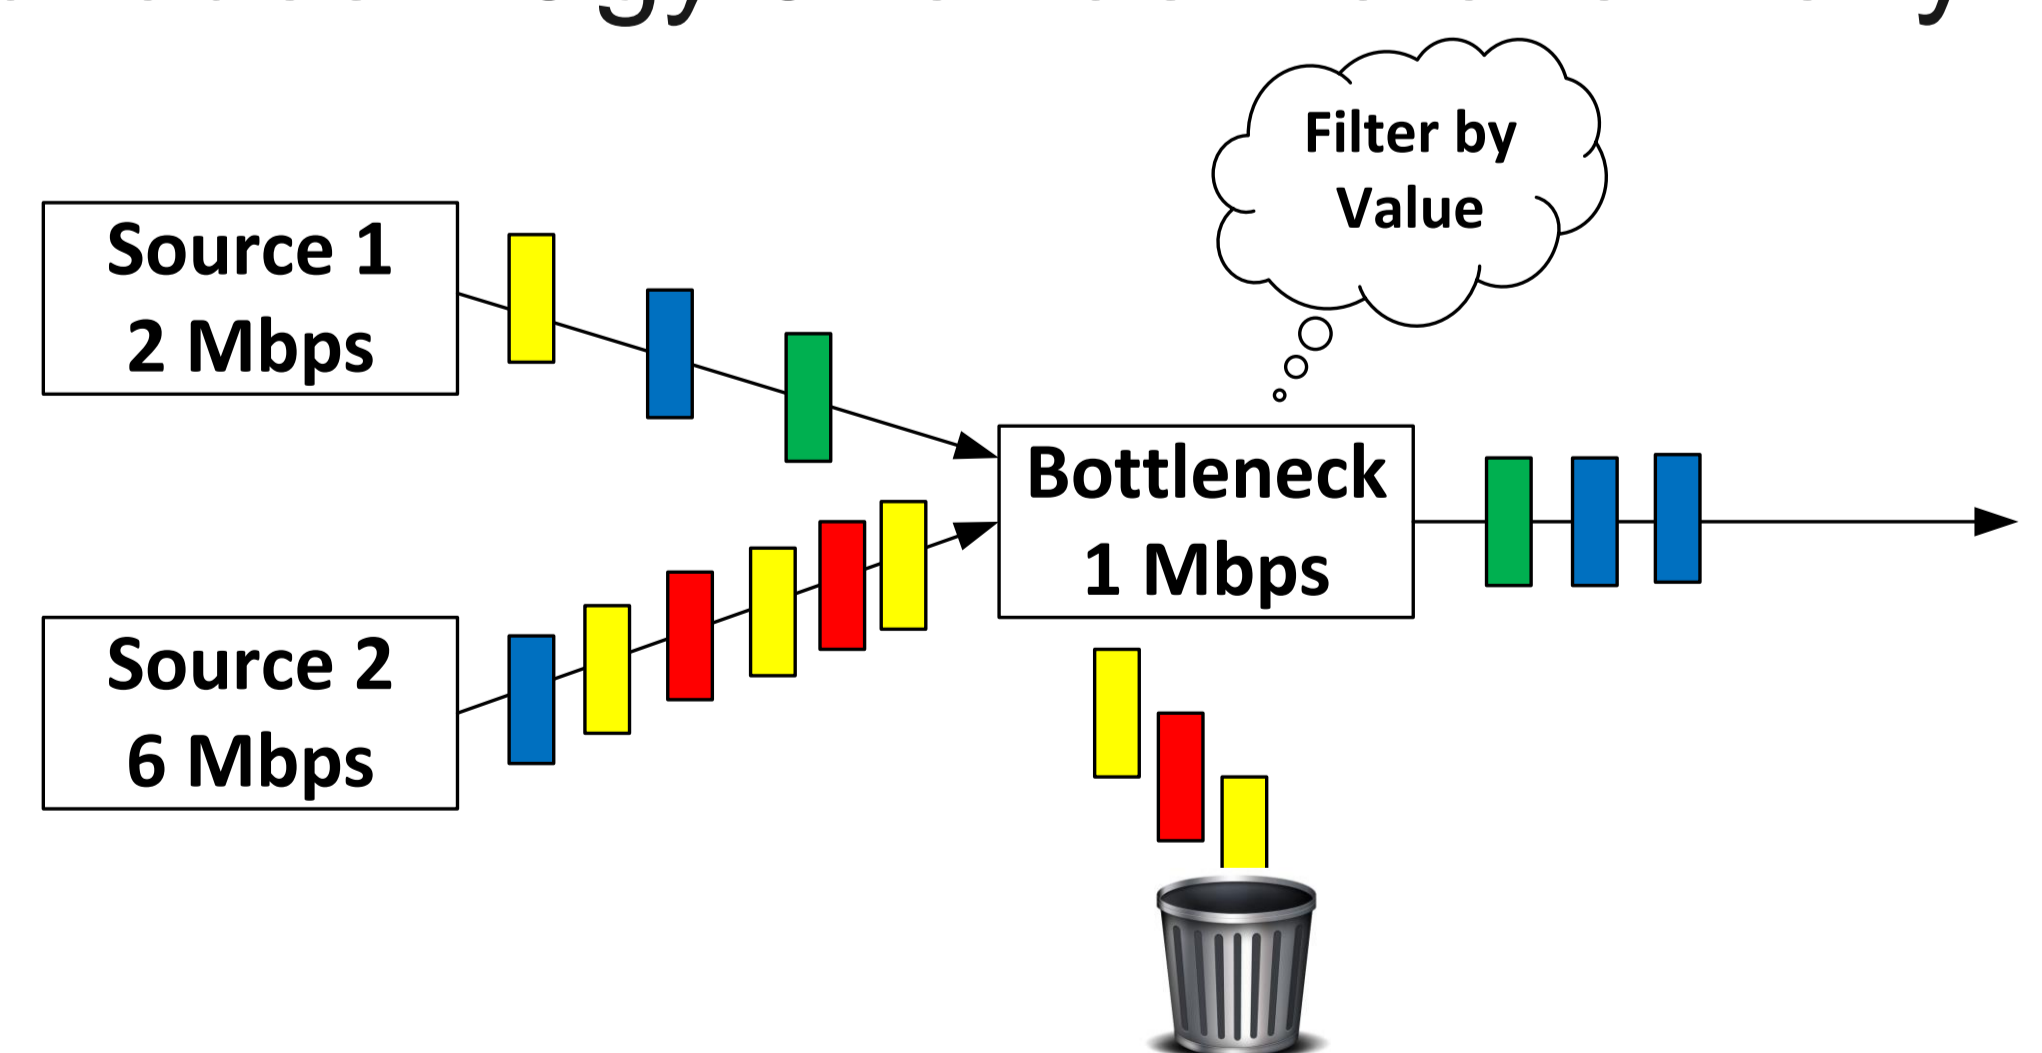 Source 1
2 Mbps
Filter by
Value
Bottleneck
1 Mbps
Source 2
6 Mbps